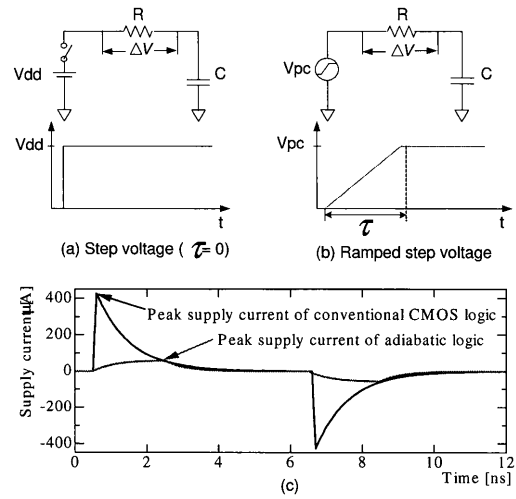 R
ΔV
Vdd
C
Vdd
t
(a) Step voltage ( τ= 0)
R
ΔV
Vpc
C
Vpc
τ
t
(b) Ramped step voltage
Supply current[μA]
400
200
0
-200
-400
Peak supply current of conventional CMOS logic
Peak supply current of adiabatic logic
0
2
4
6
8
10
12
Time [ns]
(c)